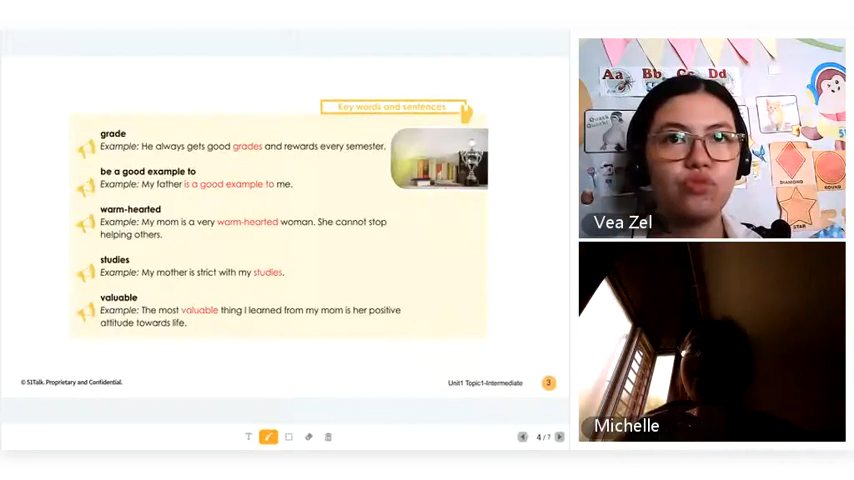 Key words and sentences
grade
Example: He always gets good grades and rewards every semester.
be a good example to
Example: My father is a good example to me.
warm-hearted
Example: My mom is a very warm-hearted woman. She cannot stop
helping others.
studies
Example: My mother is strict with my studies.
valuable
Example: The most valuable thing I learned from my mom is her positive
attitude towards life.
© 51Talk. Proprietary and Confidential.
Unit1 Topic1-Intermediate
3
T
4/7
Aa Bb Cc Dd
Quack! Quack!
DIAMOND
STAR
Vea Zel
Michelle